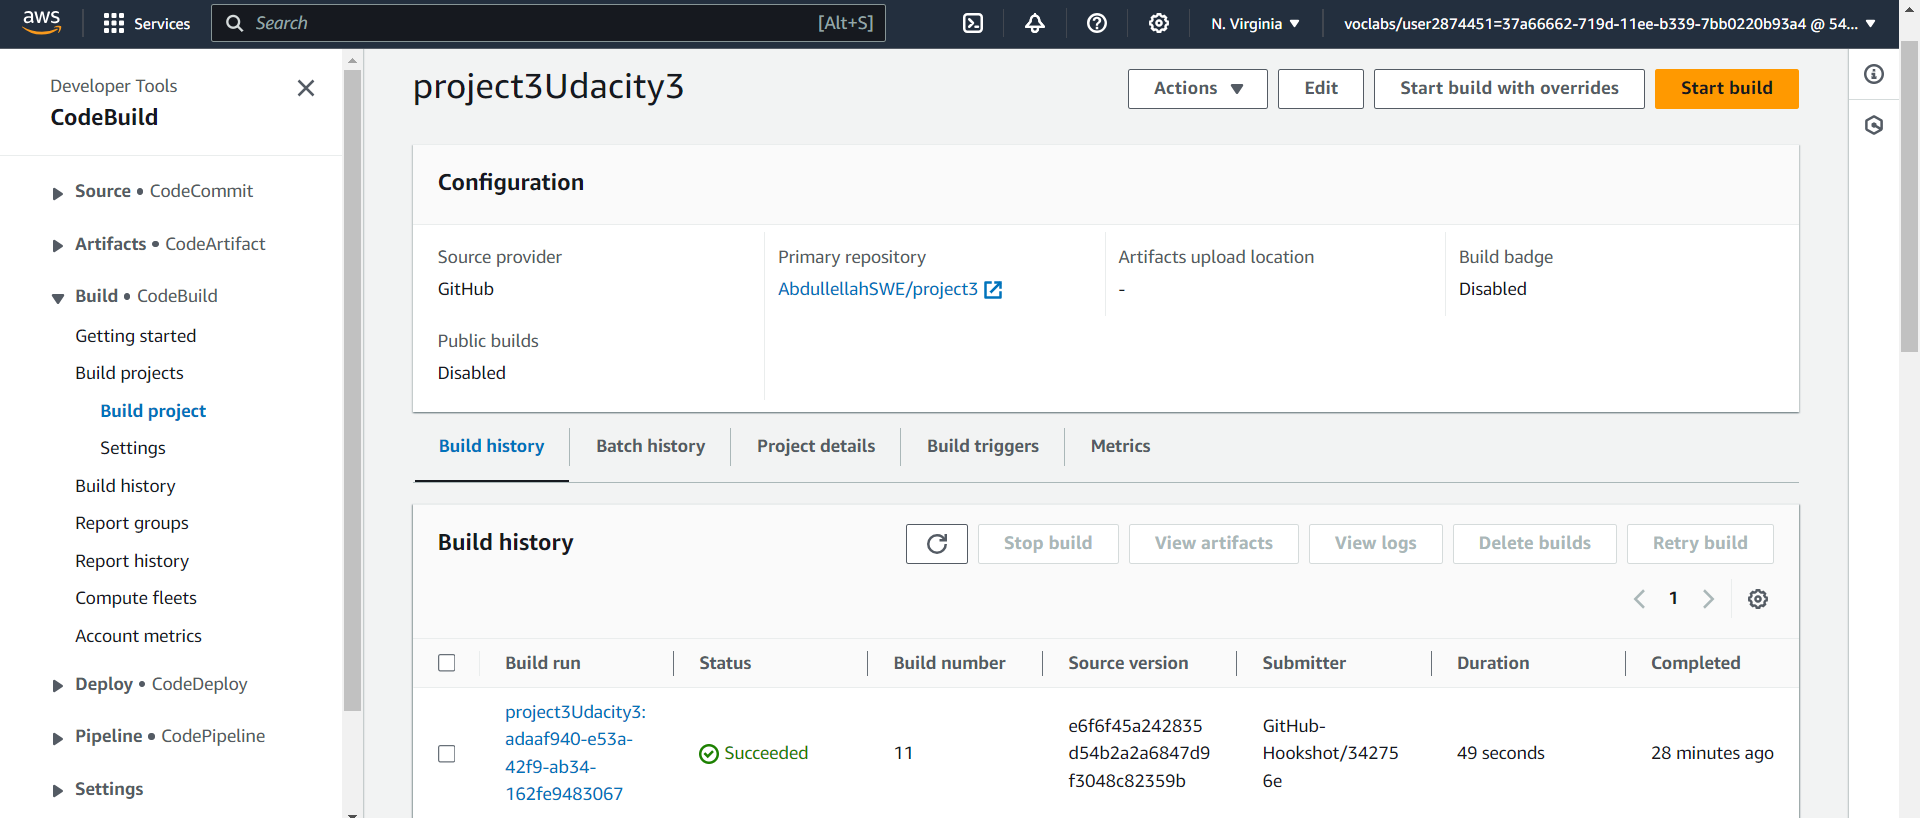 aws
Services
Search
[Alt+S]
N. Virginia
voclabs/user2874451=37a66662-719d-11ee-b339-7bb0220b93a4 @ 54...
Developer Tools
CodeBuild
Source • CodeCommit
Artifacts • CodeArtifact
Build • CodeBuild
Getting started
Build projects
Build project
Settings
Build history
Report groups
Report history
Compute fleets
Account metrics
Deploy • CodeDeploy
Pipeline • CodePipeline
Settings
project3Udacity3
Actions
Edit
Start build with overrides
Start build
Configuration
Source provider
GitHub
Primary repository
AbdullellahSWE/project3
Artifacts upload location
-
Build badge
Disabled
Public builds
Disabled
Build history
Batch history
Project details
Build triggers
Metrics
Build history
Stop build
View artifacts
View logs
Delete builds
Retry build
1
Build run
Status
Build number
Source version
Submitter
Duration
Completed
project3Udacity3:
adaaf940-e53a-
42f9-ab34-
162fe9483067
Succeeded
11
e6f6f45a242835
d54b2a2a6847d9
f3048c82359b
GitHub-
Hookshot/34275
6e
49 seconds
28 minutes ago